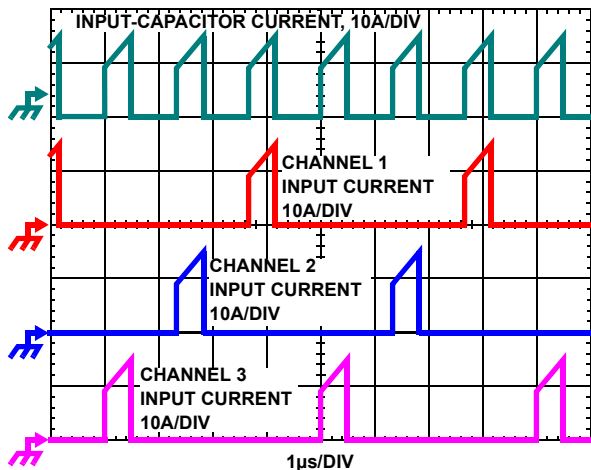 INPUT-CAPACITOR CURRENT, 10A/DIV
CHANNEL 1
INPUT CURRENT
10A/DIV
CHANNEL 2
INPUT CURRENT
10A/DIV
CHANNEL 3
INPUT CURRENT
10A/DIV
1µs/DIV